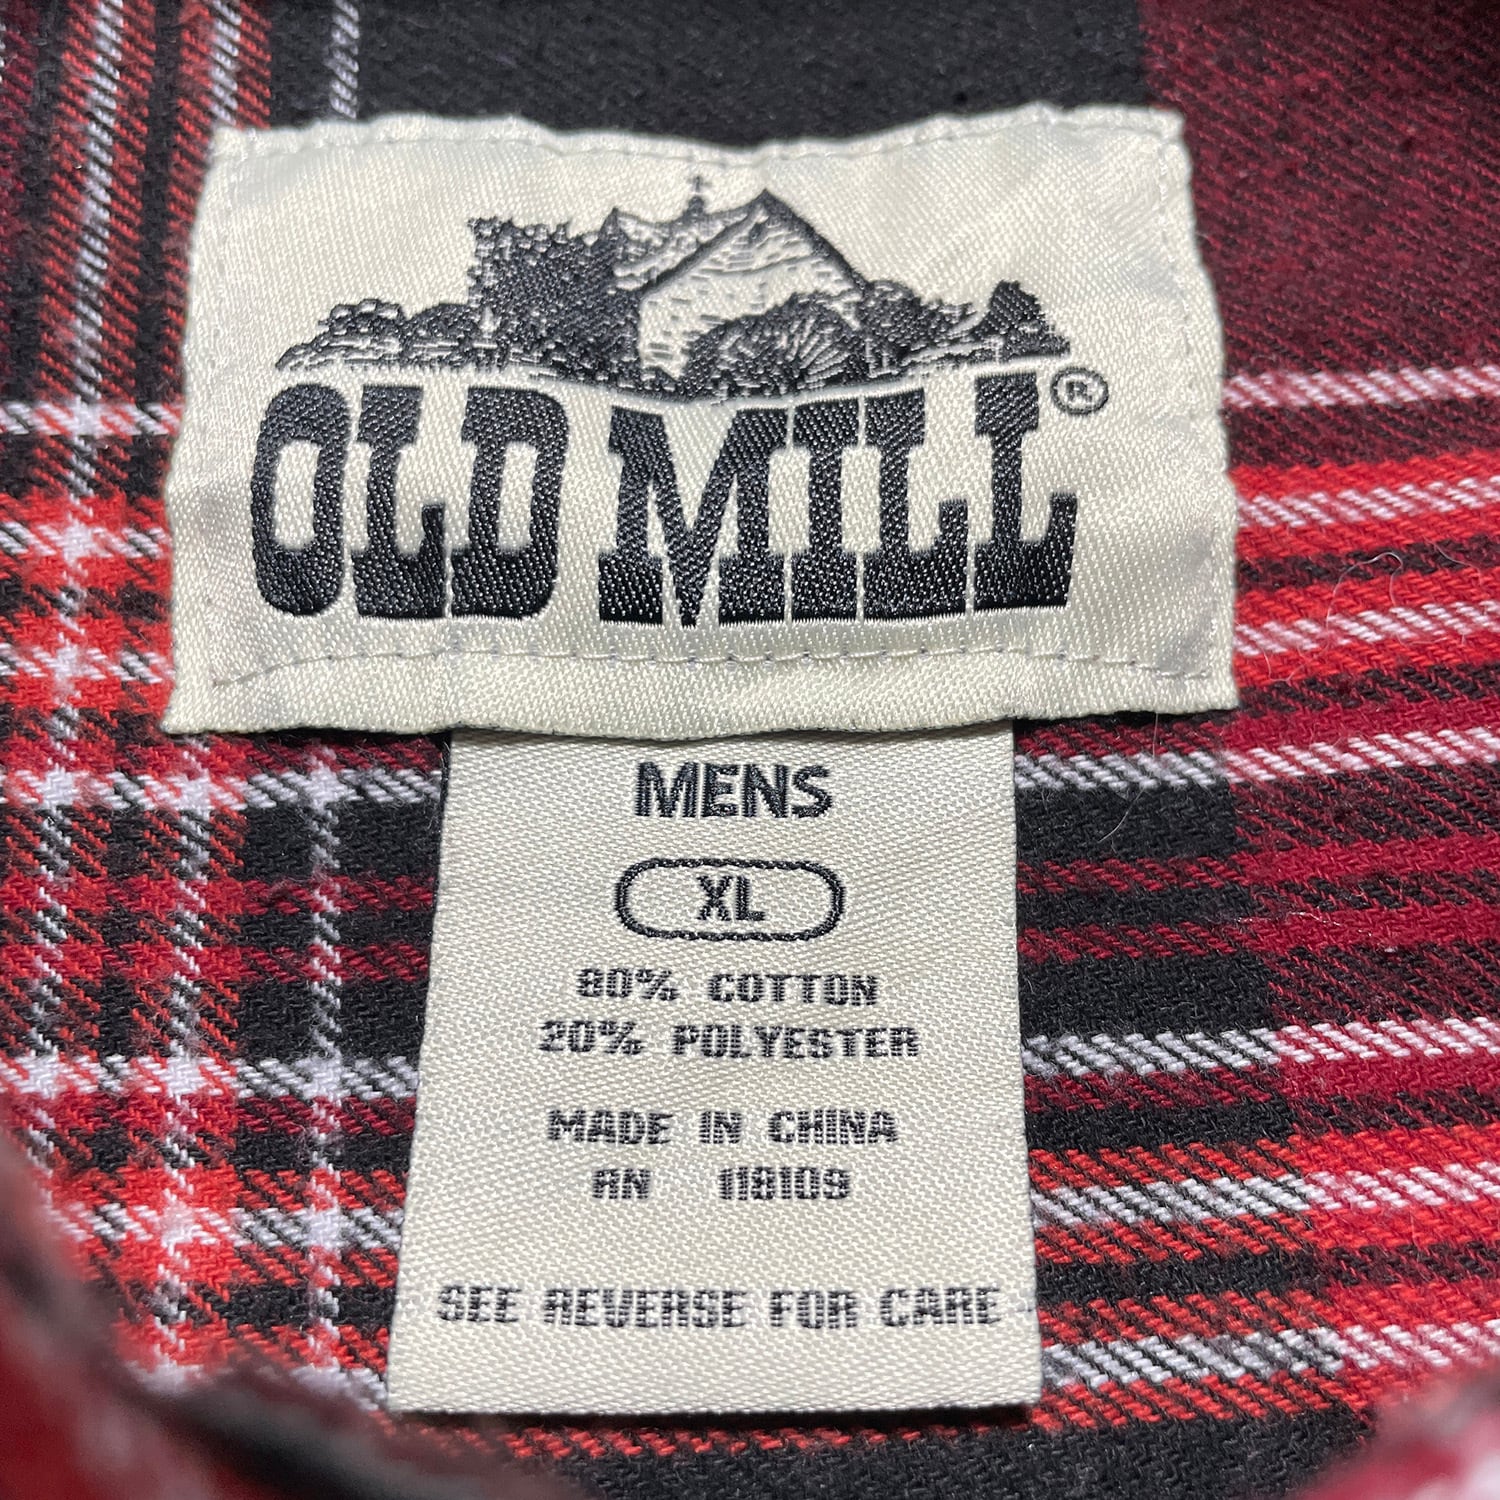 OLD MILL®
MENS
XL
80% COTTON
20% POLYESTER
MADE IN CHINA
RN 118109
SEE REVERSE FOR CARE